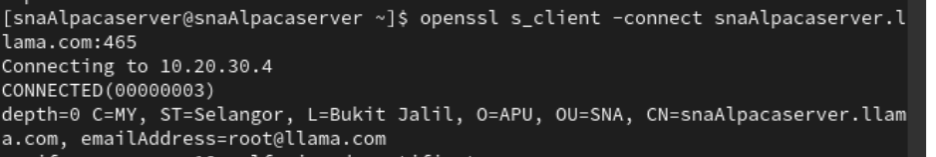 [snaAlpacaserver@snaAlpacaserver ~]$ openssl s_client -connect snaAlpacaserver.l
lama.com:465
Connecting to 10.20.30.4
CONNECTED(00000003)
depth=0 C=MY, ST=Selangor, L=Bukit Jalil, O=APU, OU=SNA, CN=snaAlpacaserver.llam
a.com, emailAddress=root@llama.com